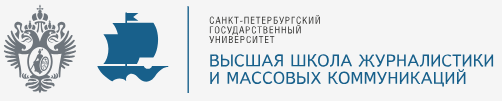 САНКТ-ПЕТЕРБУРГСКИЙ
ГОСУДАРСТВЕННЫЙ
УНИВЕРСИТЕТ
ВЫСШАЯ ШКОЛА ЖУРНАЛИСТИКИ
И МАССОВЫХ КОММУНИКАЦИЙ